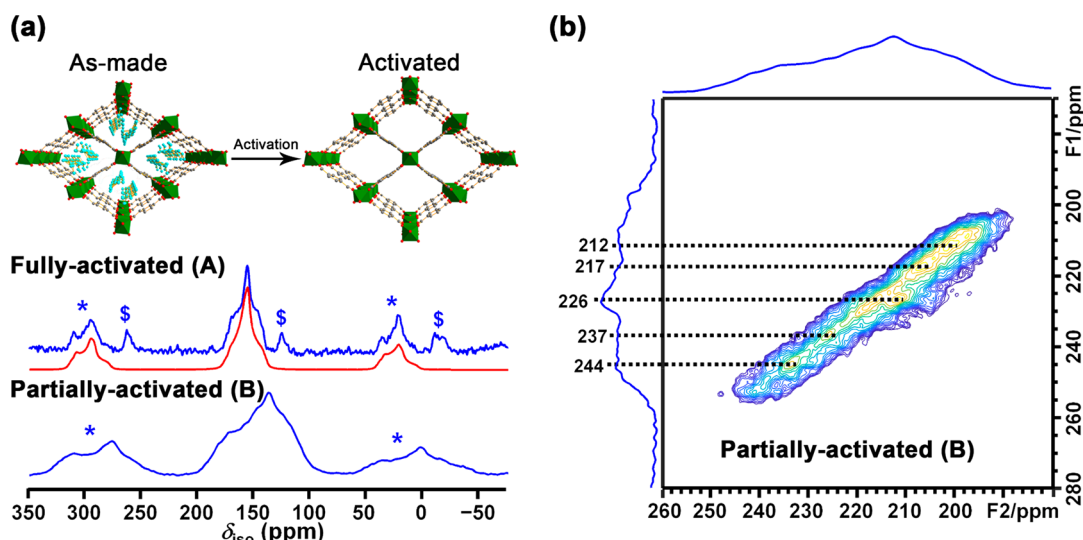 (a)
As-made
Activated
Activation
Fully-activated (A)
*
$
$
*
$
Partially-activated (B)
*
*
350 300 250 200 150 100 50 0 −50
δiso (ppm)
(b)
F1/ppm
200
220
240
260
280
212
217
226
237
244
Partially-activated (B)
260 250 240 230 220 210 200 F2/ppm